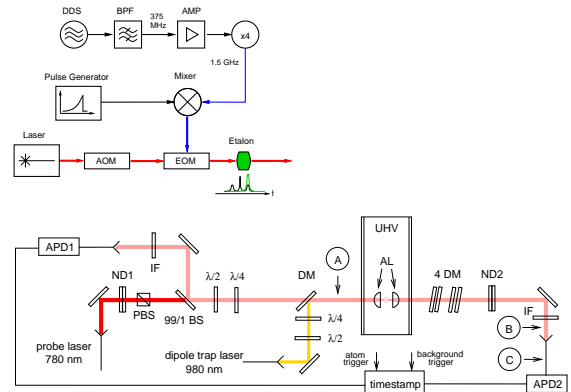 DDS BPF 375 MHz AMP
x4
1.5 GHz
Pulse Generator Mixer
Laser Etalon
AOM EOM
f
APD1 UHV
IF AL
ND1 λ/2 λ/4 DM A 4 DM ND2
PBS 99/1 BS λ/4 IF
λ/2 B
probe laser 780 nm
dipole trap laser 980 nm
atom trigger background trigger
C
timestamp APD2